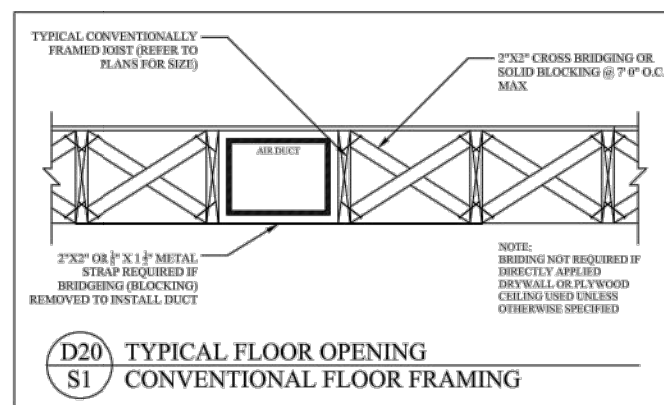 TYPICAL CONVENTIONALLY
FRAMED JOIST (REFER TO
PLANS FOR SIZE)
2"X2" CROSS BRIDGING OR
SOLID BLOCKING @ 7' 0" O.C.
MAX
AIR DUCT
2"X2" OR X 1 METAL
STRAP REQUIRED IF
BRIDGEING (BLOCKING)
REMOVED TO INSTALL DUCT
NOTE:
BRIDING NOT REQUIRED IF
DIRECTLY APPLIED
DRYWALL OR PLYWOOD
CEILING USED UNLESS
OTHERWISE SPECIFIED
D20 TYPICAL FLOOR OPENING
S1 CONVENTIONAL FLOOR FRAMING